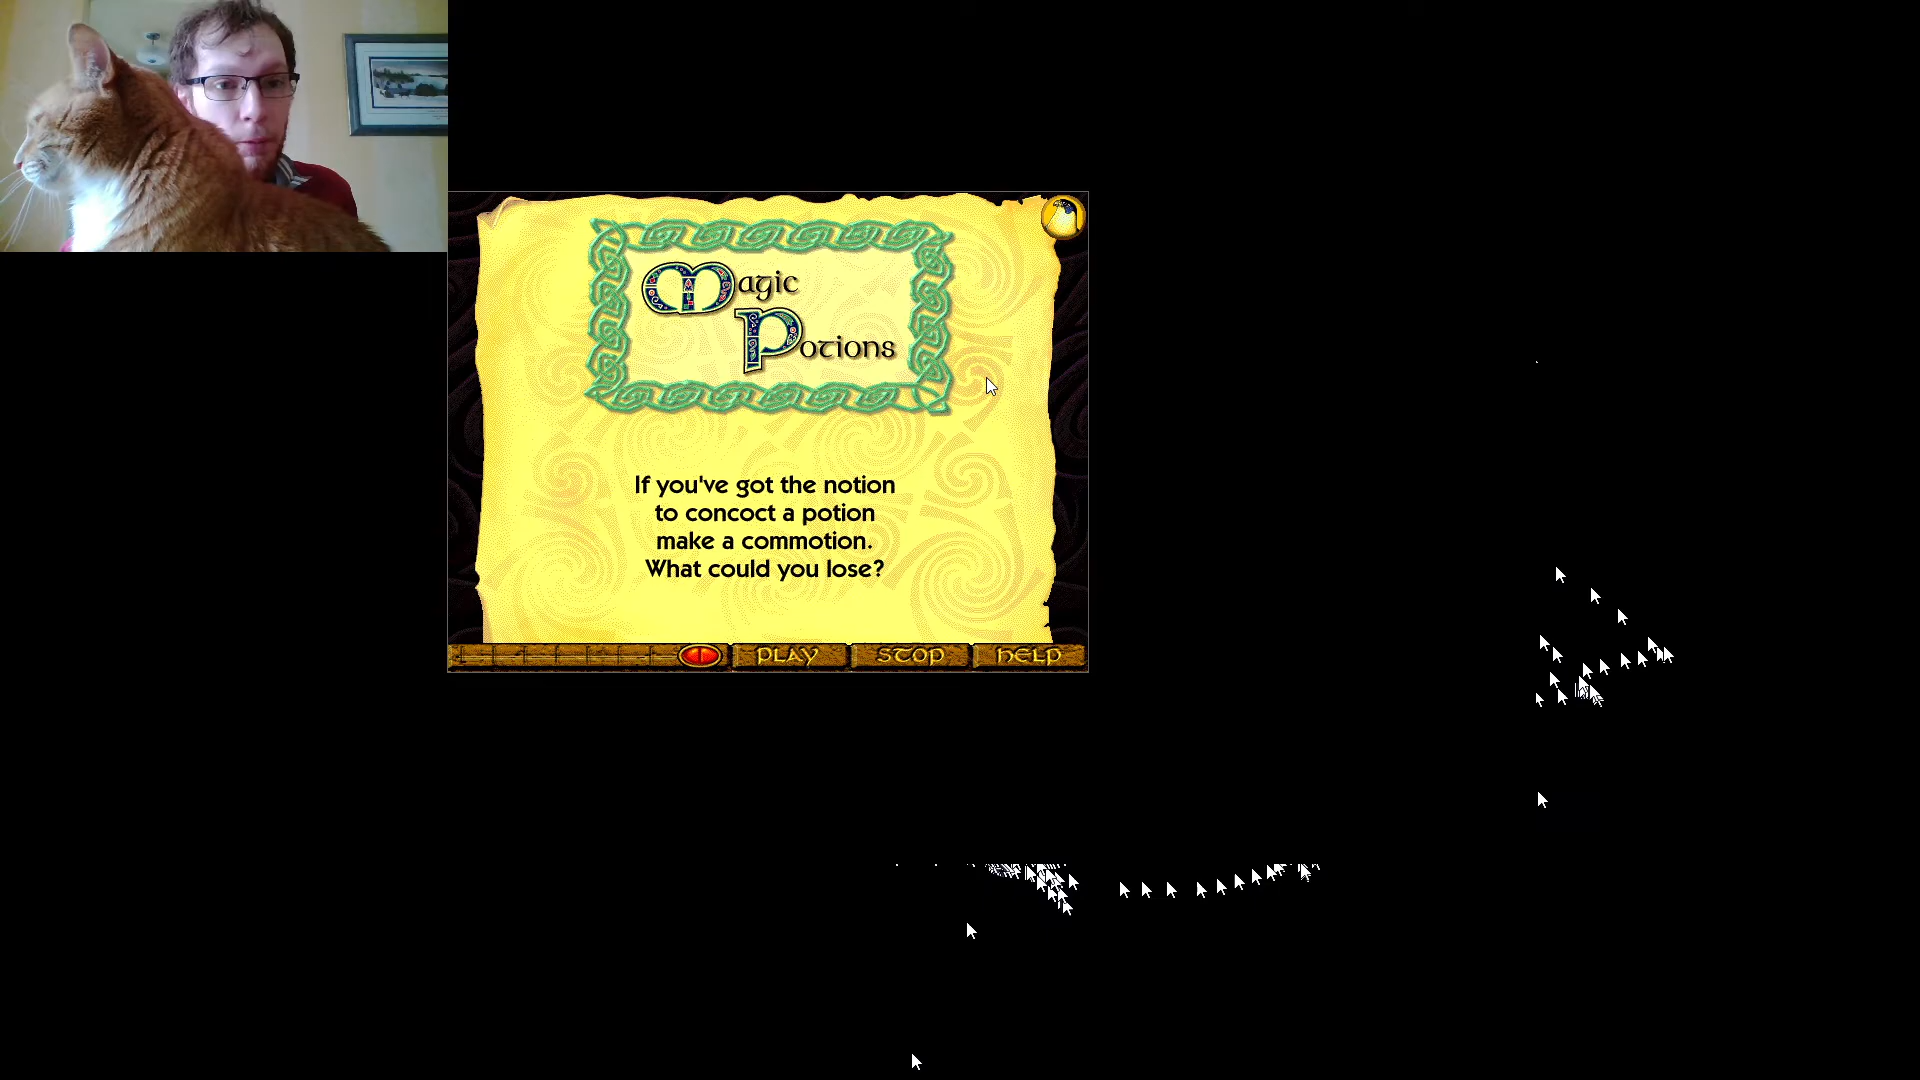 Magic
Potions
If you've got the notion
to concoct a potion
make a commotion.
What could you lose?
PLAY STOP HELP